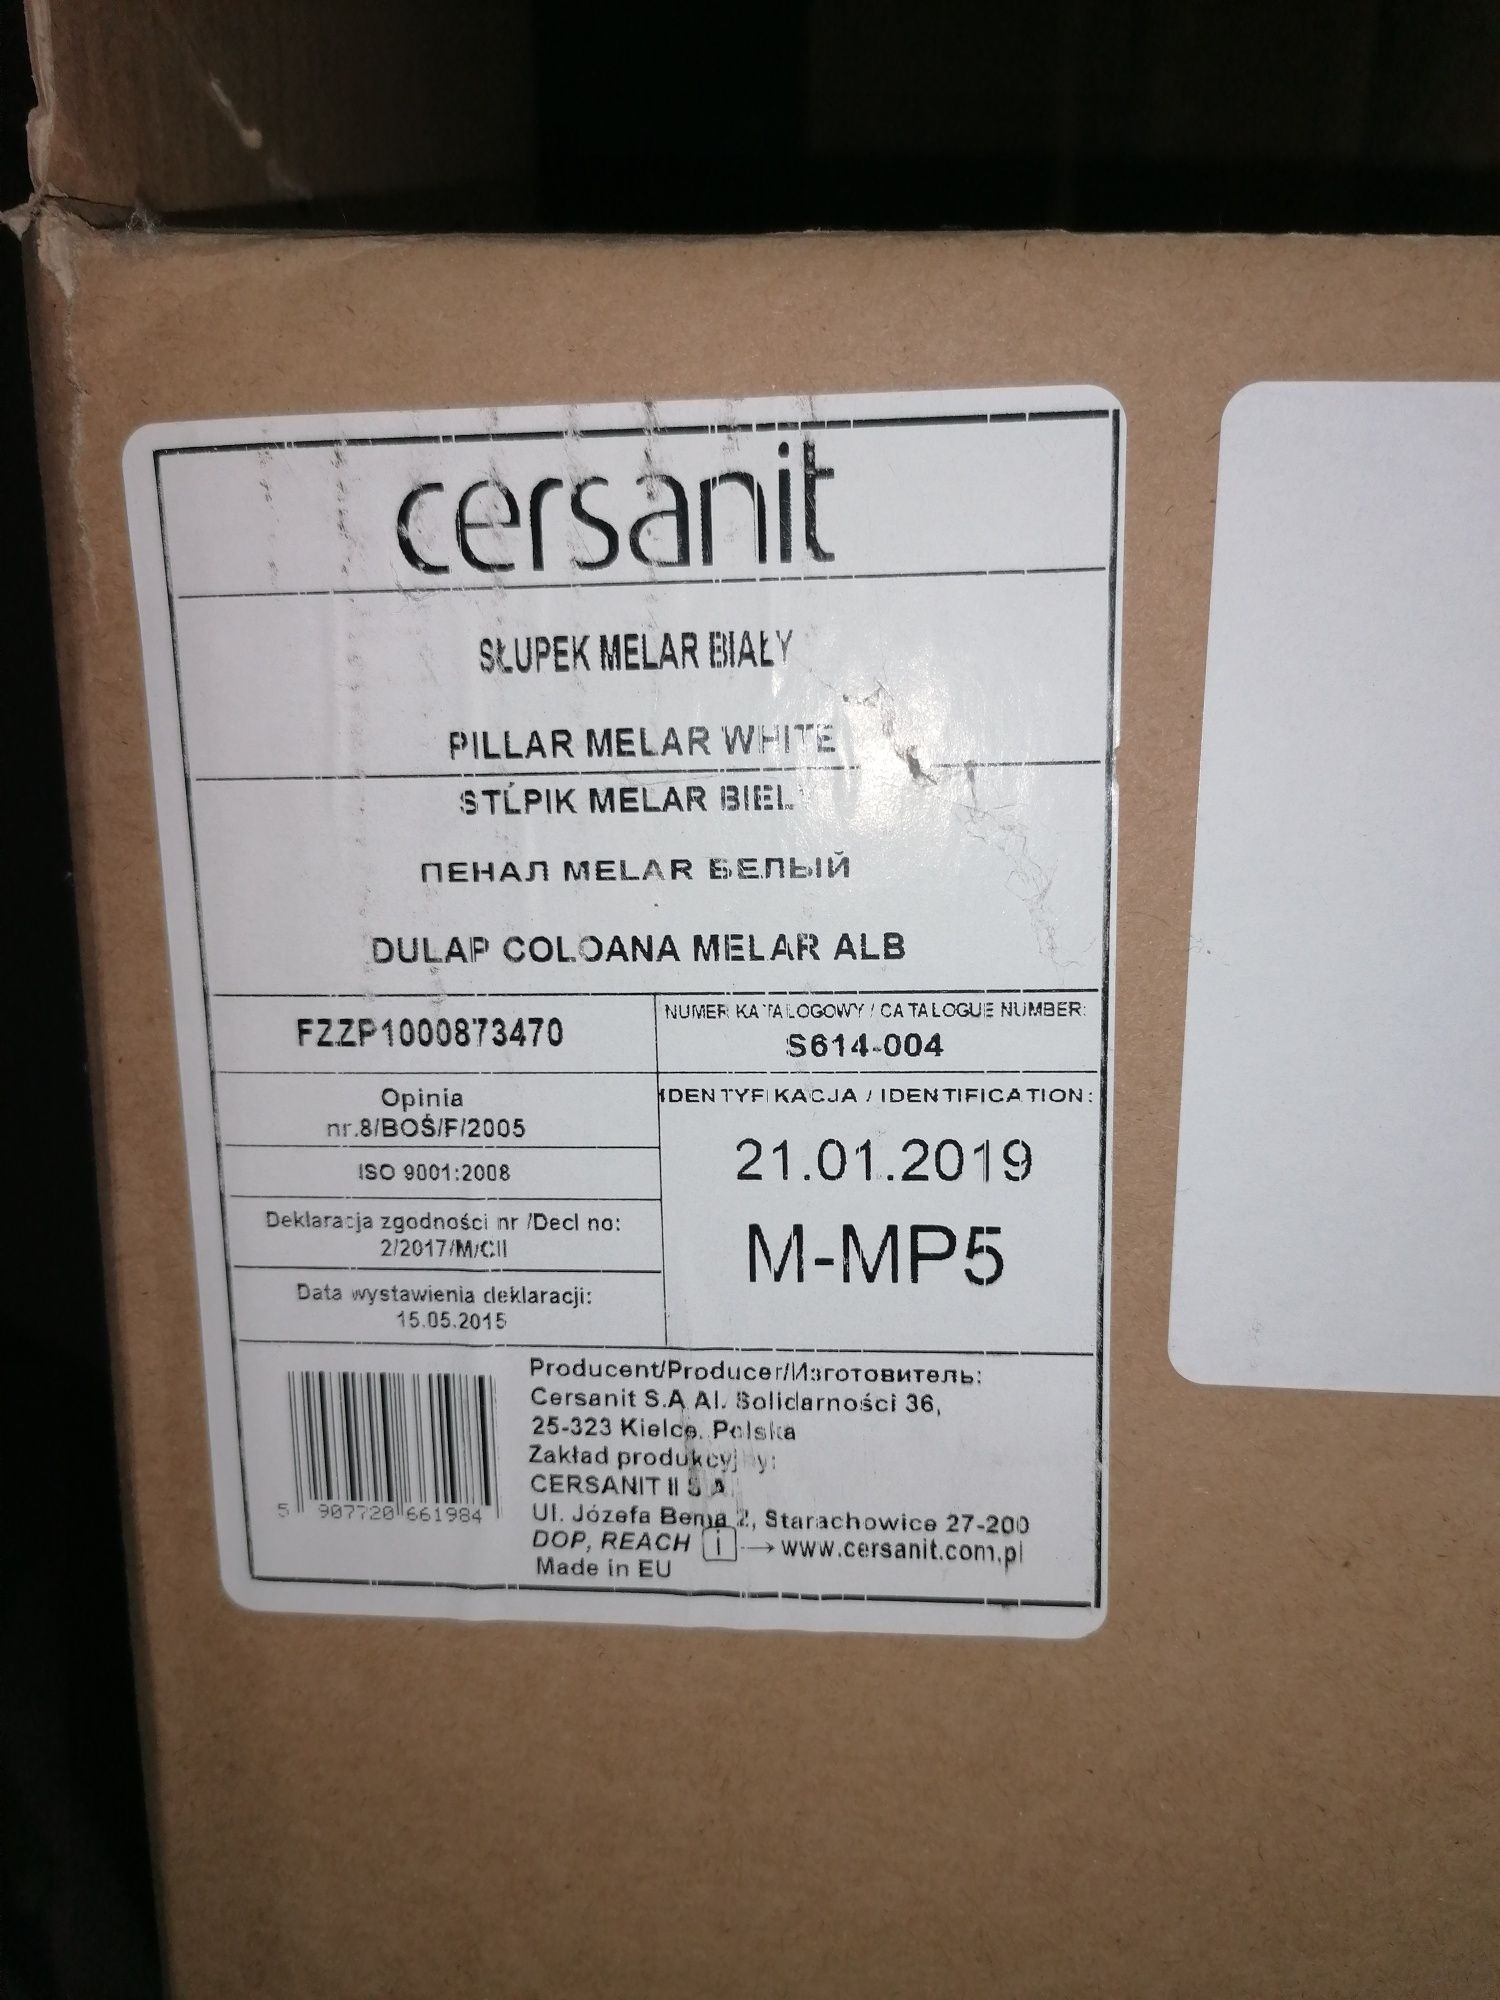 cersanit
SŁUPEK MELAR BIAŁY
PILLAR MELAR WHITE
STĹPIK MELAR
ПЕНАЛ MELAR БЕЛЫЙ
DULAP COLOANA MELAR ALB
FZZP1000873470
NUMER KATALOGOWY / CATALOGUE NUMBER:
S614-004
Opinia
nr.8/BOŚ/F/2005
ISO 9001:2008
Deklaracja zgodności nr /Decl no:
2/2017/M/CII
Data wystawienia deklaracji:
15.05.2015
IDENTYFIKACJA / IDENTIFICATION:
21.01.2019
M-MP5
5 907720 661984
Producent/Producer/Изготовитель:
Cersanit S.A Al. Solidarności 36,
25-323 Kielce, Polska
Zakład produkcyjny:
CERSANIT II S.A.
Ul. Józefa Bema 2, Starachowice 27-200
DOP, REACH i → www.cersanit.com.pl
Made in EU